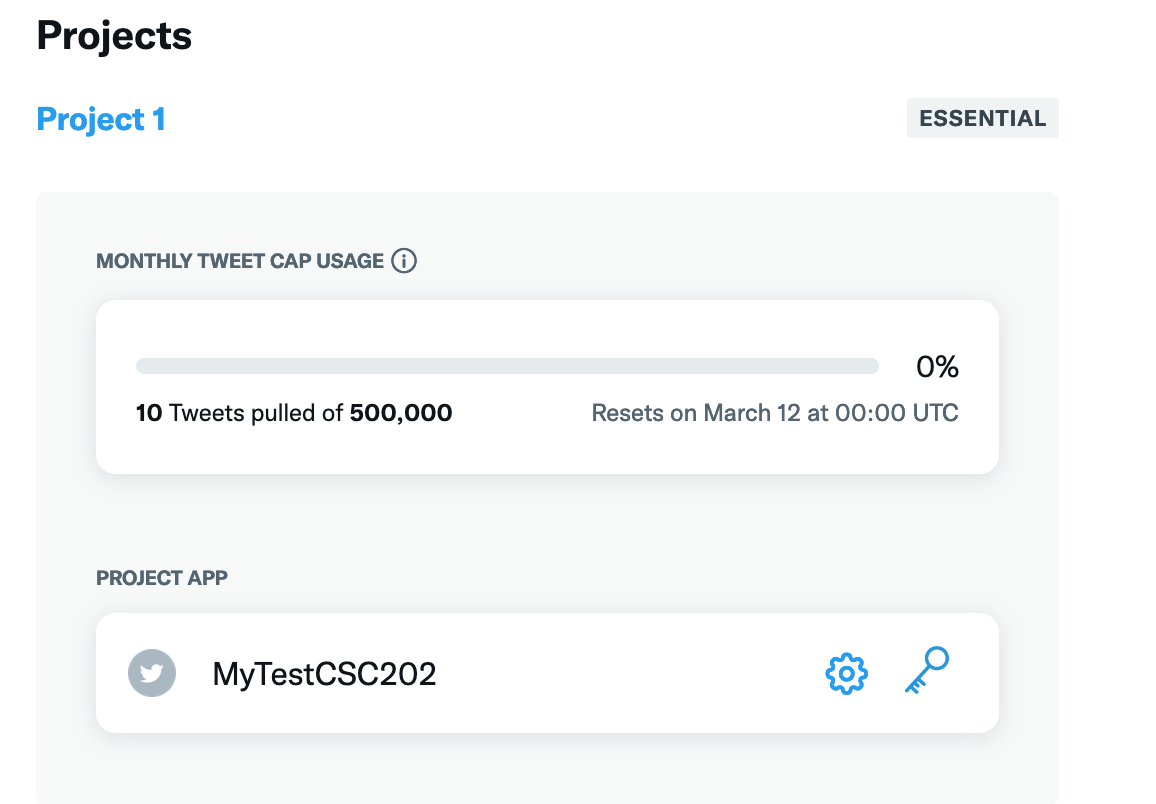 Projects
Project 1
ESSENTIAL
MONTHLY TWEET CAP USAGE
0%
10 Tweets pulled of 500,000
Resets on March 12 at 00:00 UTC
PROJECT APP
MyTestCSC202